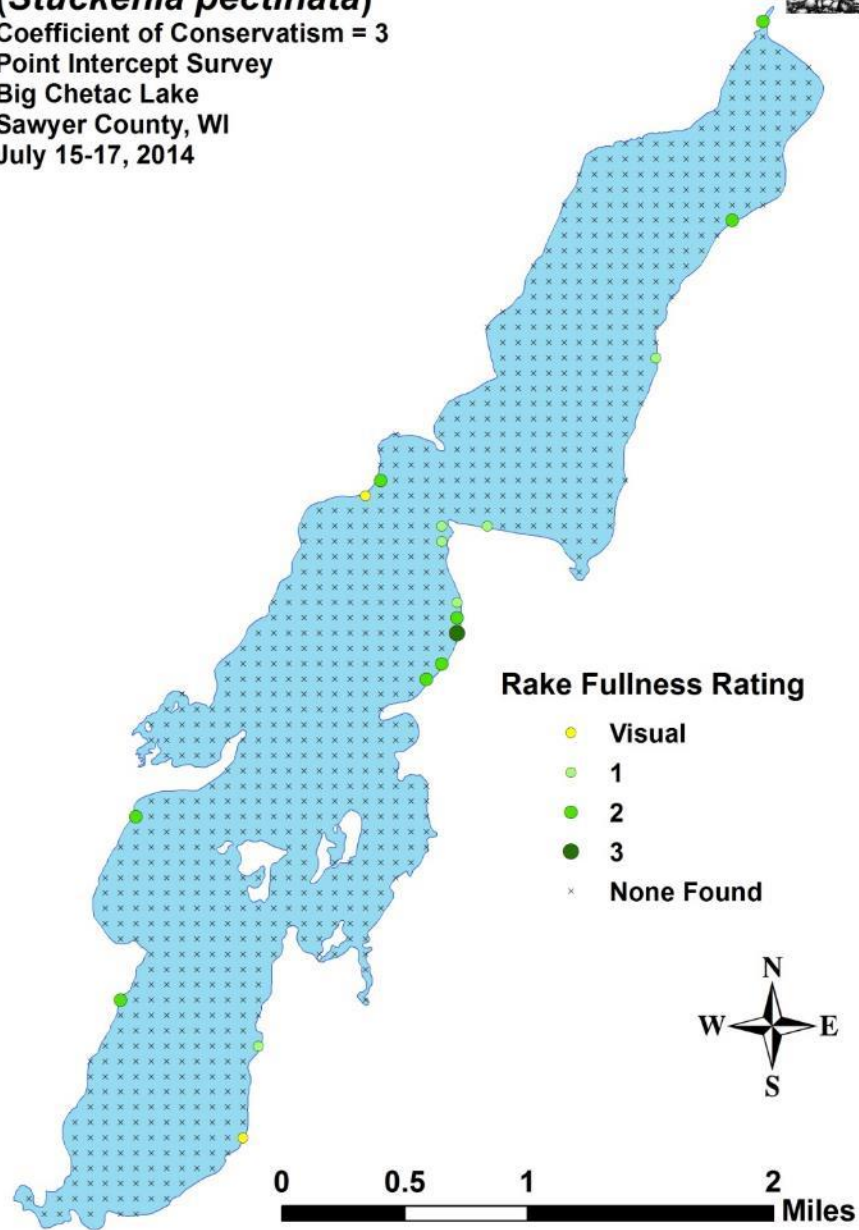 (Stuckenia pectinata)
Coefficient of Conservatism = 3
Point Intercept Survey
Big Chetac Lake
Sawyer County, WI
July 15-17, 2014
Rake Fullness Rating
Visual
1
2
3
None Found
N
W E
S
0 0.5 1 2
Miles